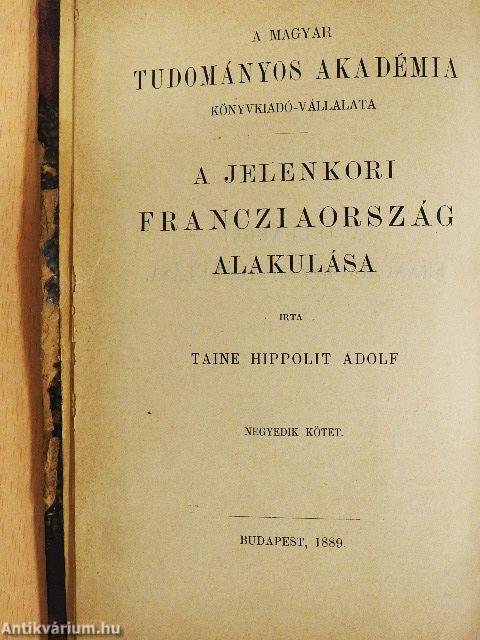 A MAGYAR
TUDOMÁNYOS AKADÉMIA
KÖNYVKIADÓ-VÁLLALATA
A JELENKORI
FRANCZIAORSZÁG
ALAKULÁSA
IRTA
TAINE HIPPOLIT ADOLF
NEGYEDIK KÖTET.
BUDAPEST, 1889.
Antikvárium.hu